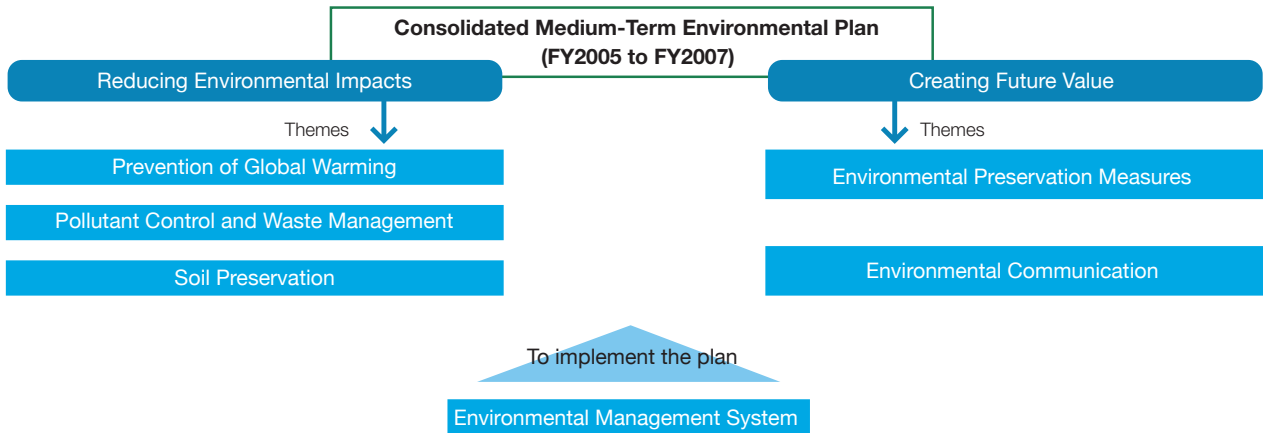 Consolidated Medium-Term Environmental Plan
(FY2005 to FY2007)
Reducing Environmental Impacts
Themes
Prevention of Global Warming
Pollutant Control and Waste Management
Soil Preservation
Creating Future Value
Themes
Environmental Preservation Measures
Environmental Communication
To implement the plan
Environmental Management System